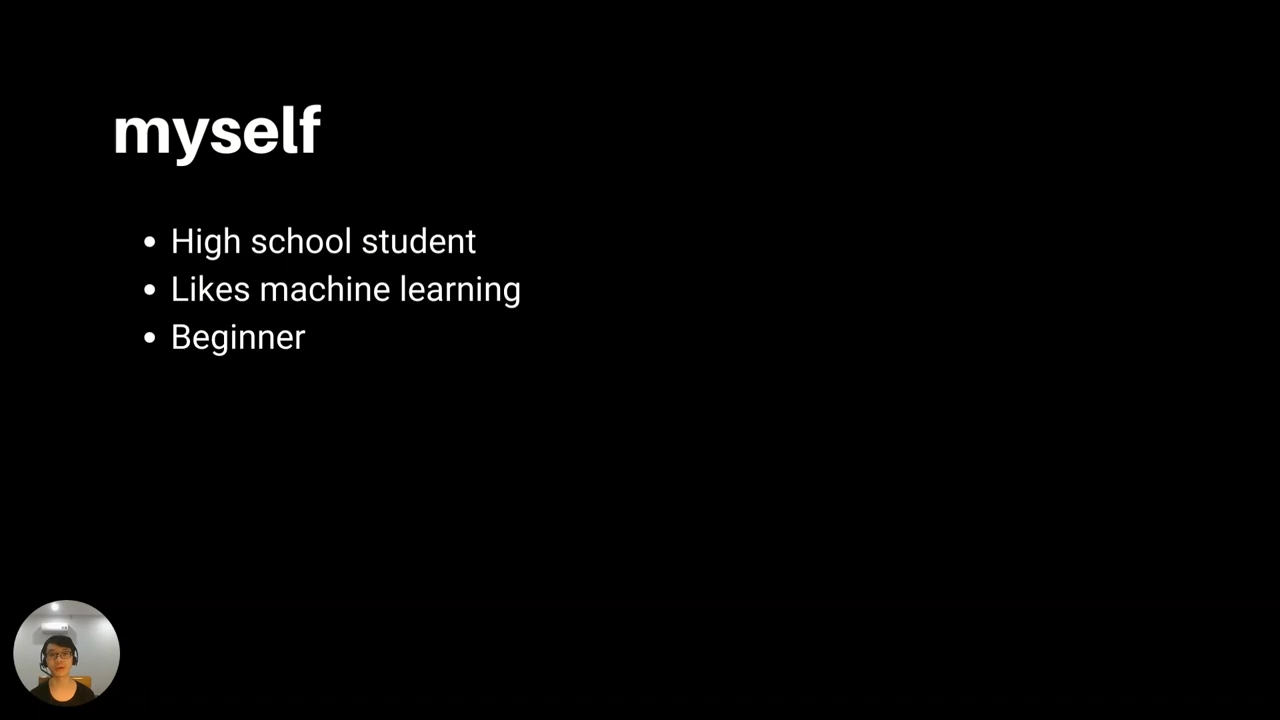 myself
• High school student
• Likes machine learning
• Beginner